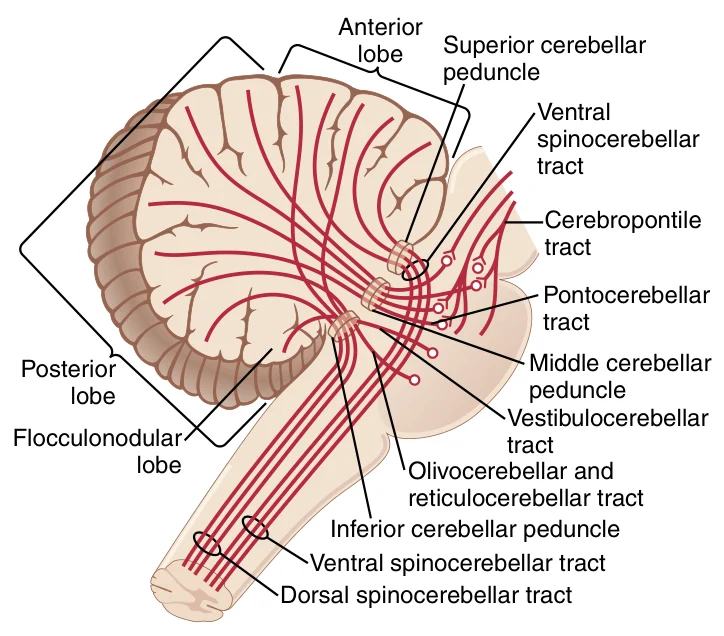 Anterior
lobe
Superior cerebellar
peduncle
Ventral
spinocerebellar
tract
Cerebropontile
tract
Pontocerebellar
tract
Middle cerebellar
peduncle
Vestibulocerebellar
tract
Posterior
lobe
Flocculonodular
lobe
Olivocerebellar and
reticulocerebellar tract
Inferior cerebellar peduncle
Ventral spinocerebellar tract
Dorsal spinocerebellar tract